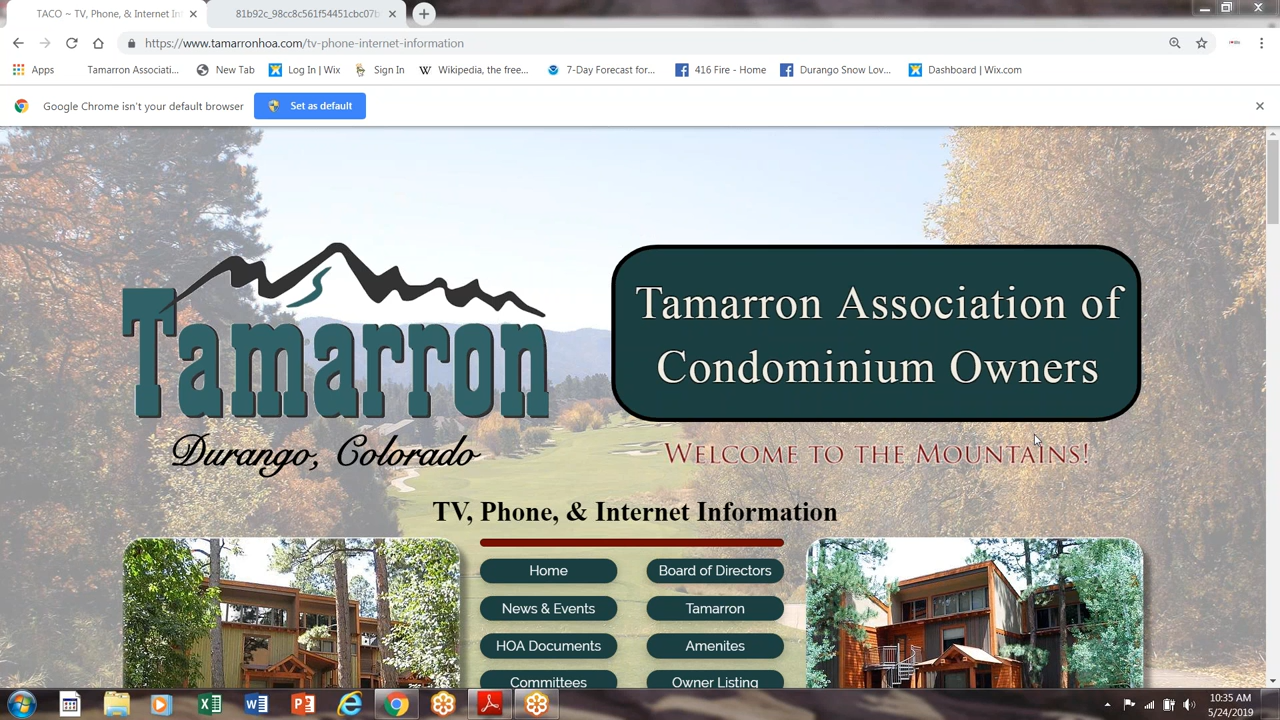 TACO ~ TV, Phone, & Internet In
81b92c_98cc8c561f54451cbc07b
https://www.tamarronhoa.com/tv-phone-internet-information
Apps
Tamarron Associati...
New Tab
Log In | Wix
Sign In
Wikipedia, the free...
7-Day Forecast for...
416 Fire - Home
Durango Snow Lov...
Dashboard | Wix.com
Google Chrome isn't your default browser
Set as default
Tamarron
Durango, Colorado
Tamarron Association of
Condominium Owners
Welcome to the Mountains!
TV, Phone, & Internet Information
Home
Board of Directors
News & Events
Tamarron
HOA Documents
Amenites
Committees
Owner Listing
10:35 AM
5/24/2019